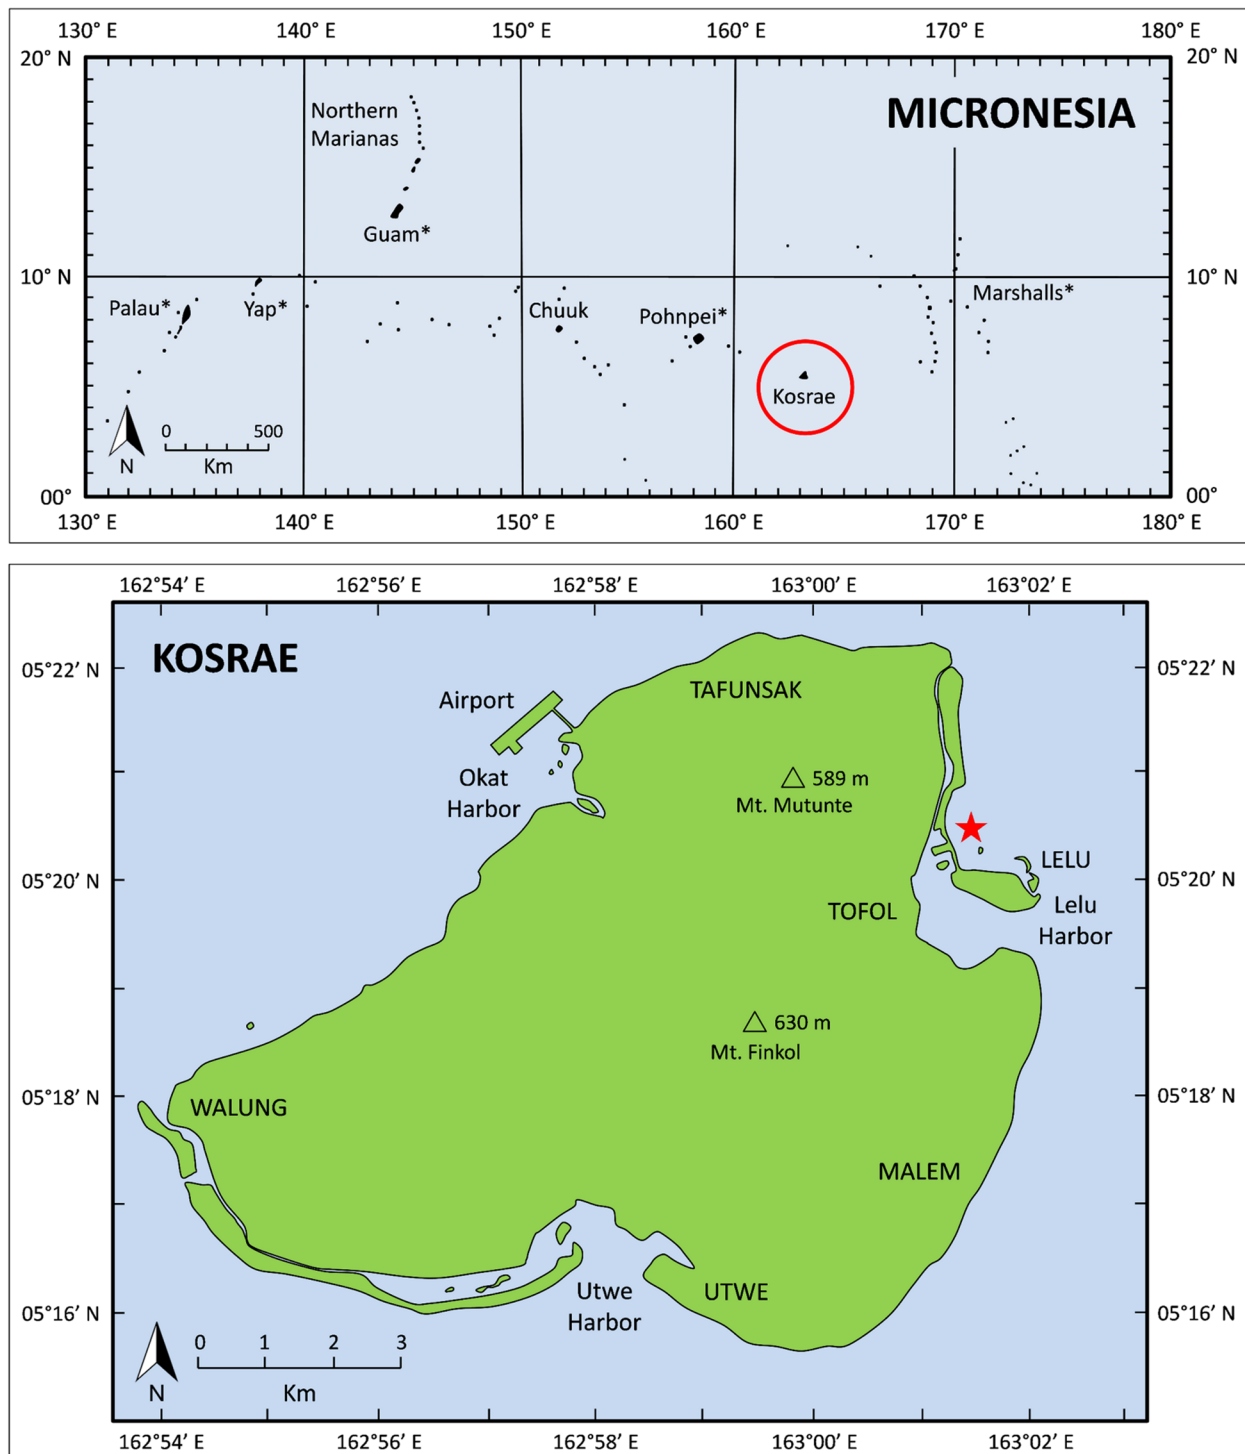 130° E 140° E 150° E 160° E 170° E 180° E
20° N 20° N
MICRONESIA
Northern
Marianas
Guam*
10° N 10° N
Palau* Yap* Chuuk Pohnpei* Marshalls*
Kosrae
0 500
Km
N
00° 00°
130° E 140° E 150° E 160° E 170° E 180° E
162°54′ E 162°56′ E 162°58′ E 163°00′ E 163°02′ E
KOSRAE
05°22′ N 05°22′ N
TAFUNSAK
Airport
Okat
Harbor
589 m
Mt. Mutunte
LELU
05°20′ N 05°20′ N
TOFOL
Lelu
Harbor
630 m
Mt. Finkol
05°18′ N 05°18′ N
WALUNG
MALEM
UTWE
Utwe
Harbor
05°16′ N 05°16′ N
0 1 2 3
Km
N
162°54′ E 162°56′ E 162°58′ E 163°00′ E 163°02′ E